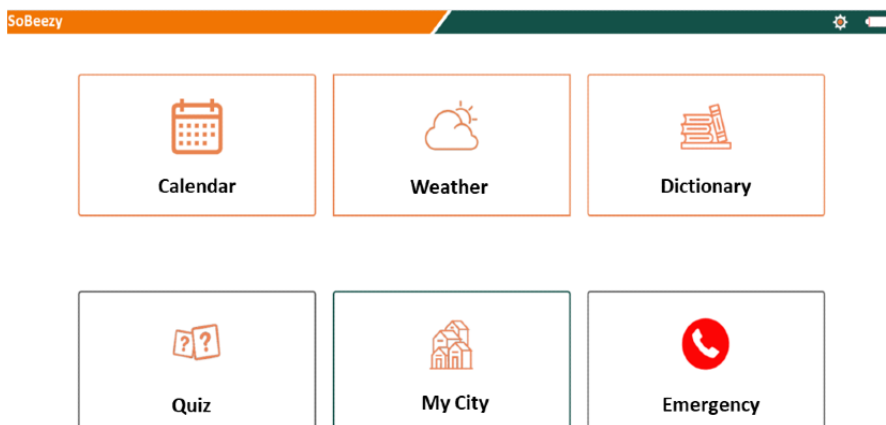 SoBeezy
Calendar
Weather
Dictionary
? ?
Quiz
My City
Emergency